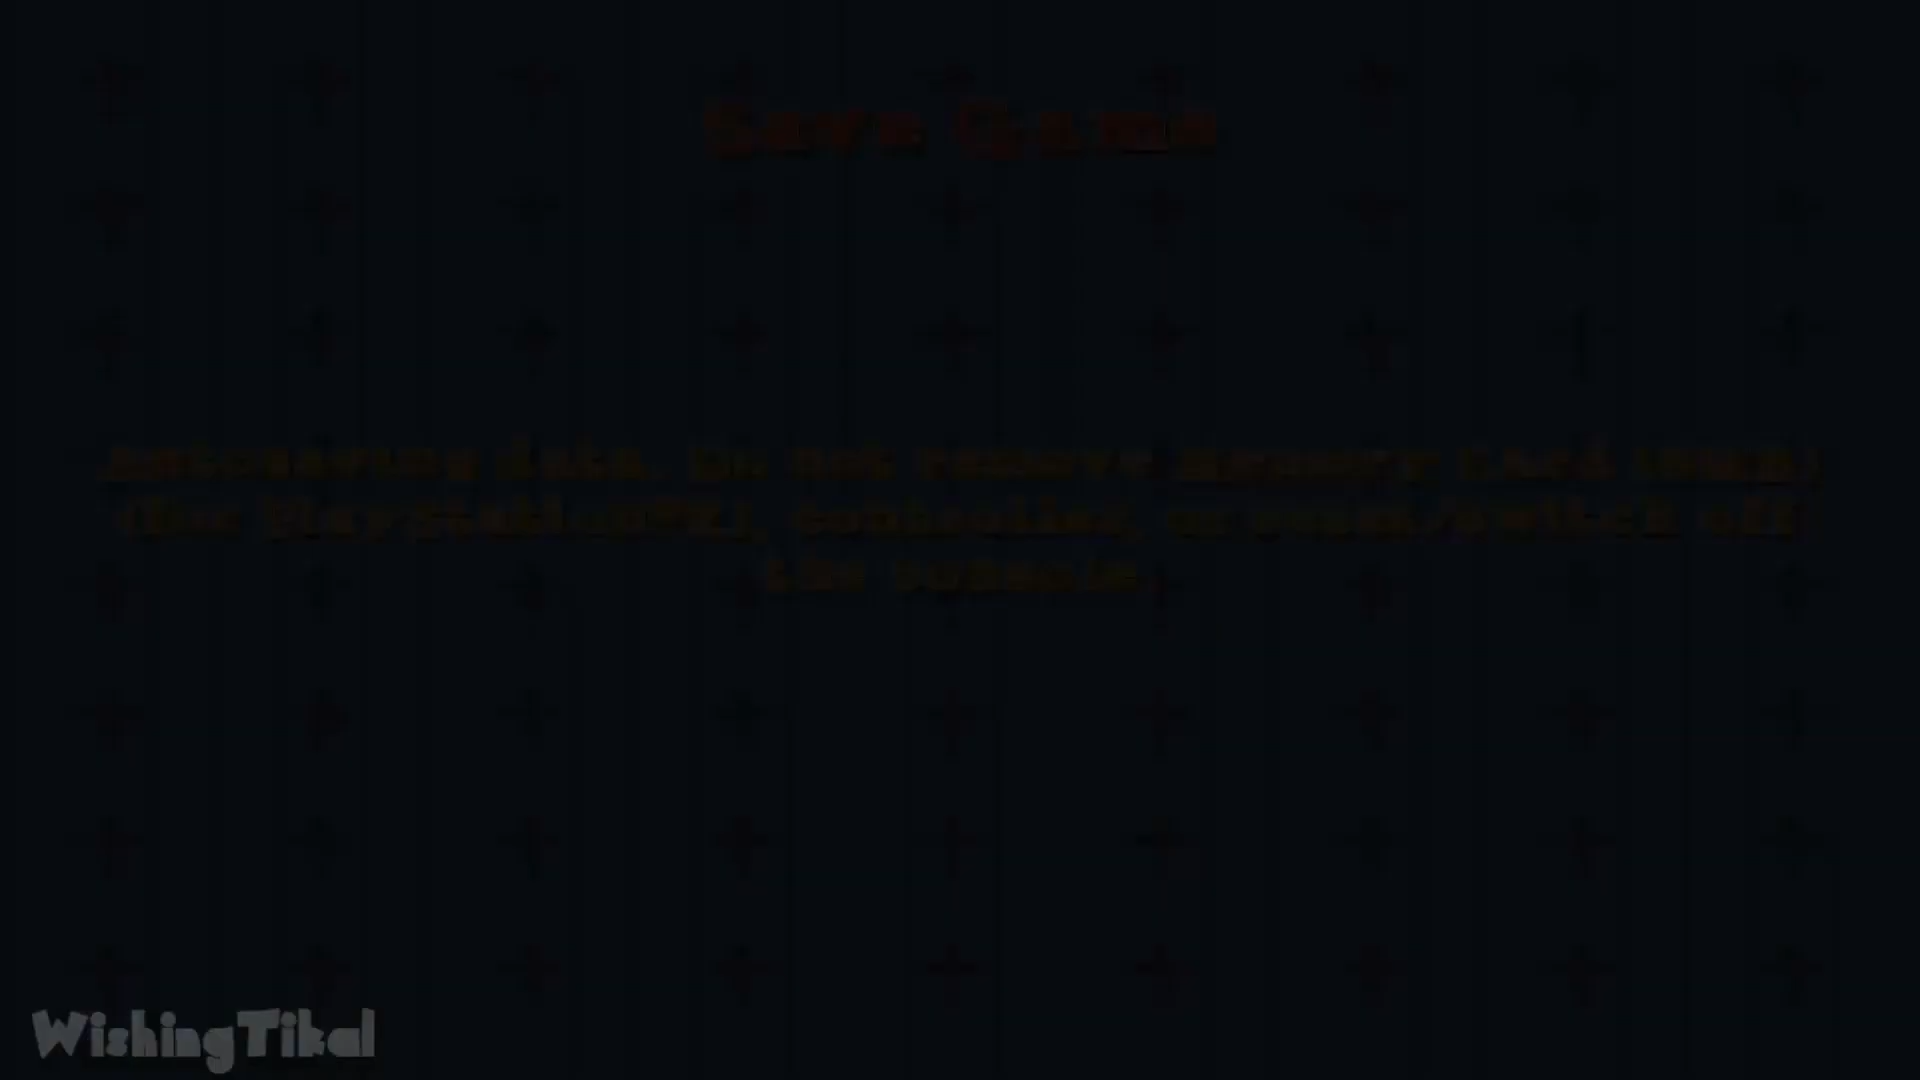 Save Game
Autosaving data. Do not remove memory card (8MB)
(for PlayStation®2), controller, or reset/switch off
the console.
WishingTikal